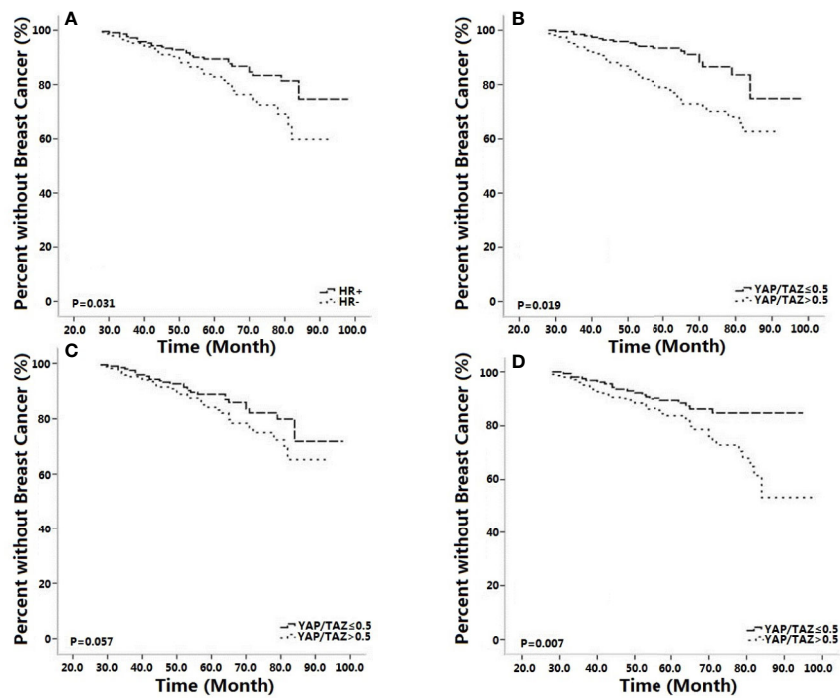 A
Percent without Breast Cancer (%)
100
80
60
40
20
0
HR+
HR-
P=0.031
20.0 30.0 40.0 50.0 60.0 70.0 80.0 90.0 100.0
Time (Month)
B
Percent without Breast Cancer (%)
100
80
60
40
20
0
YAP/TAZ≤0.5
YAP/TAZ>0.5
P=0.019
20.0 30.0 40.0 50.0 60.0 70.0 80.0 90.0 100.0
Time (Month)
C
Percent without Breast Cancer (%)
100
80
60
40
20
0
YAP/TAZ≤0.5
YAP/TAZ>0.5
P=0.057
20.0 30.0 40.0 50.0 60.0 70.0 80.0 90.0 100.0
Time (Month)
D
Percent without Breast Cancer (%)
100
80
60
40
20
0
YAP/TAZ≤0.5
YAP/TAZ>0.5
P=0.007
20.0 30.0 40.0 50.0 60.0 70.0 80.0 90.0 100.0
Time (Month)